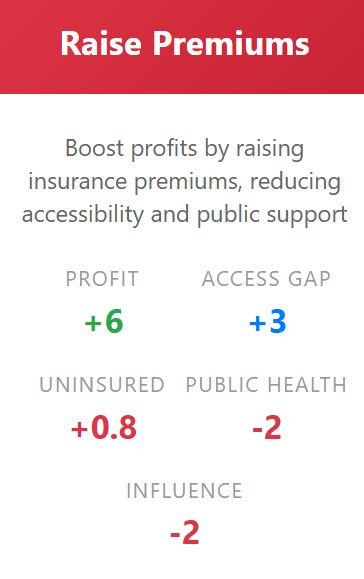 Raise Premiums
Boost profits by raising
insurance premiums, reducing
accessibility and public support
PROFIT ACCESS GAP
+6 +3
UNINSURED PUBLIC HEALTH
+0.8 -2
INFLUENCE
-2